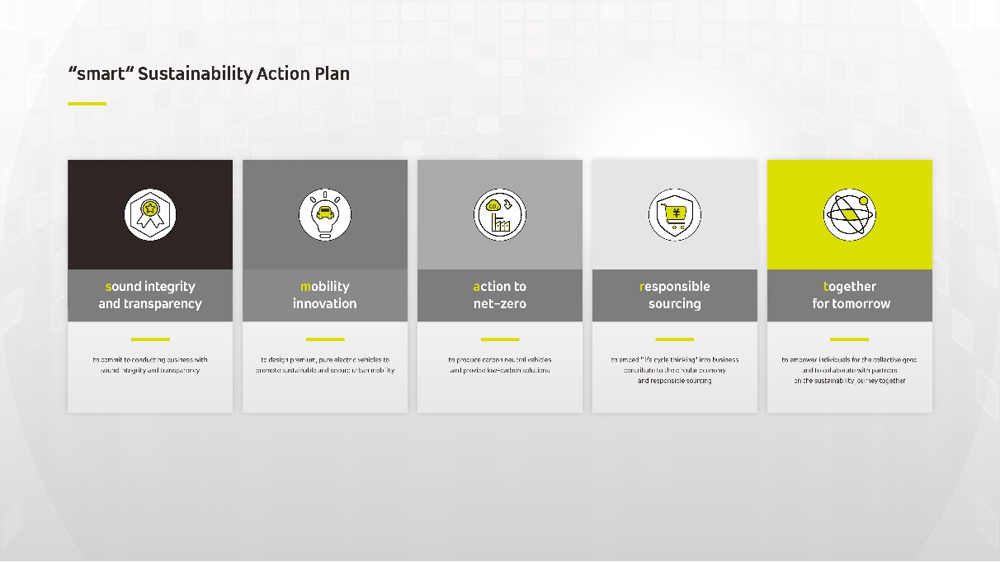 “smart“ Sustainability Action Plan
CO₂
¥
sound integrity
and transparency
mobility
innovation
action to
net-zero
responsible
sourcing
together
for tomorrow
to commit to conducting business with
sound integrity and transparency
to design premium, pure electric vehicles to
promote sustainable and secure urban mobility
to produce carbon neutral vehicles
and provide low-carbon solutions
to embed "life cycle thinking" into business
contribute to the circular economy
and responsible sourcing
to empower individuals for the collective good
and to collaborate with partners
on the sustainability journey together